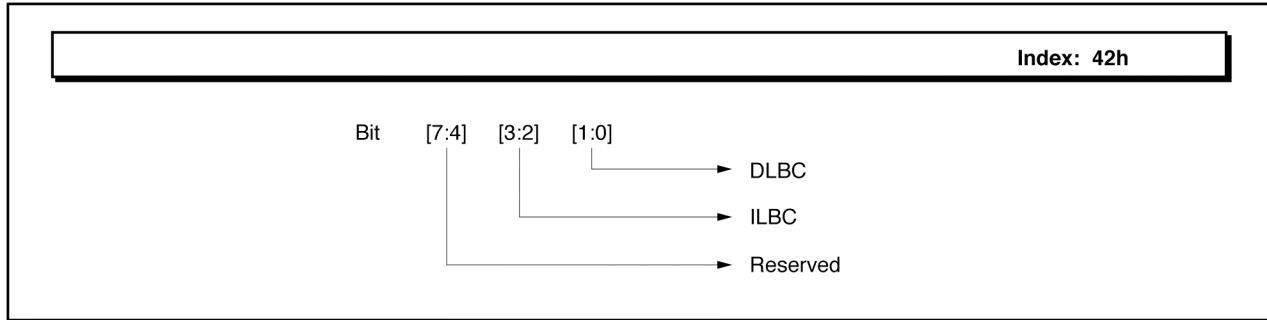 Index: 42h
Bit [7:4] [3:2] [1:0]
DLBC
ILBC
Reserved